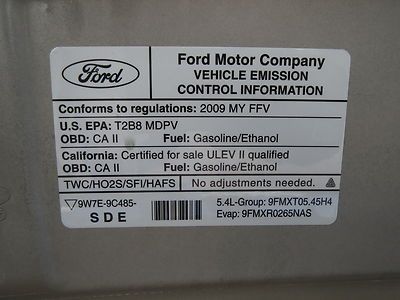 Ford
Ford Motor Company
VEHICLE EMISSION
CONTROL INFORMATION
Conforms to regulations: 2009 MY FFV
U.S. EPA: T2B8 MDPV
OBD: CA II Fuel: Gasoline/Ethanol
California: Certified for sale ULEV II qualified
OBD: CA II Fuel: Gasoline/Ethanol
TWC/HO2S/SFI/HAFS No adjustments needed.
9W7E-9C485-
SDE
5.4L-Group: 9FMXT05.45H4
Evap: 9FMXR0265NAS